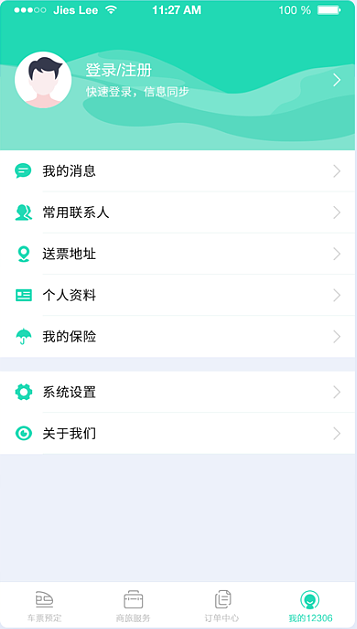 Jies Lee 11:27 AM 100 %
登录/注册
快速登录，信息同步
我的消息
常用联系人
送票地址
个人资料
我的保险
系统设置
关于我们
车票预定 商旅服务 订单中心 我的12306